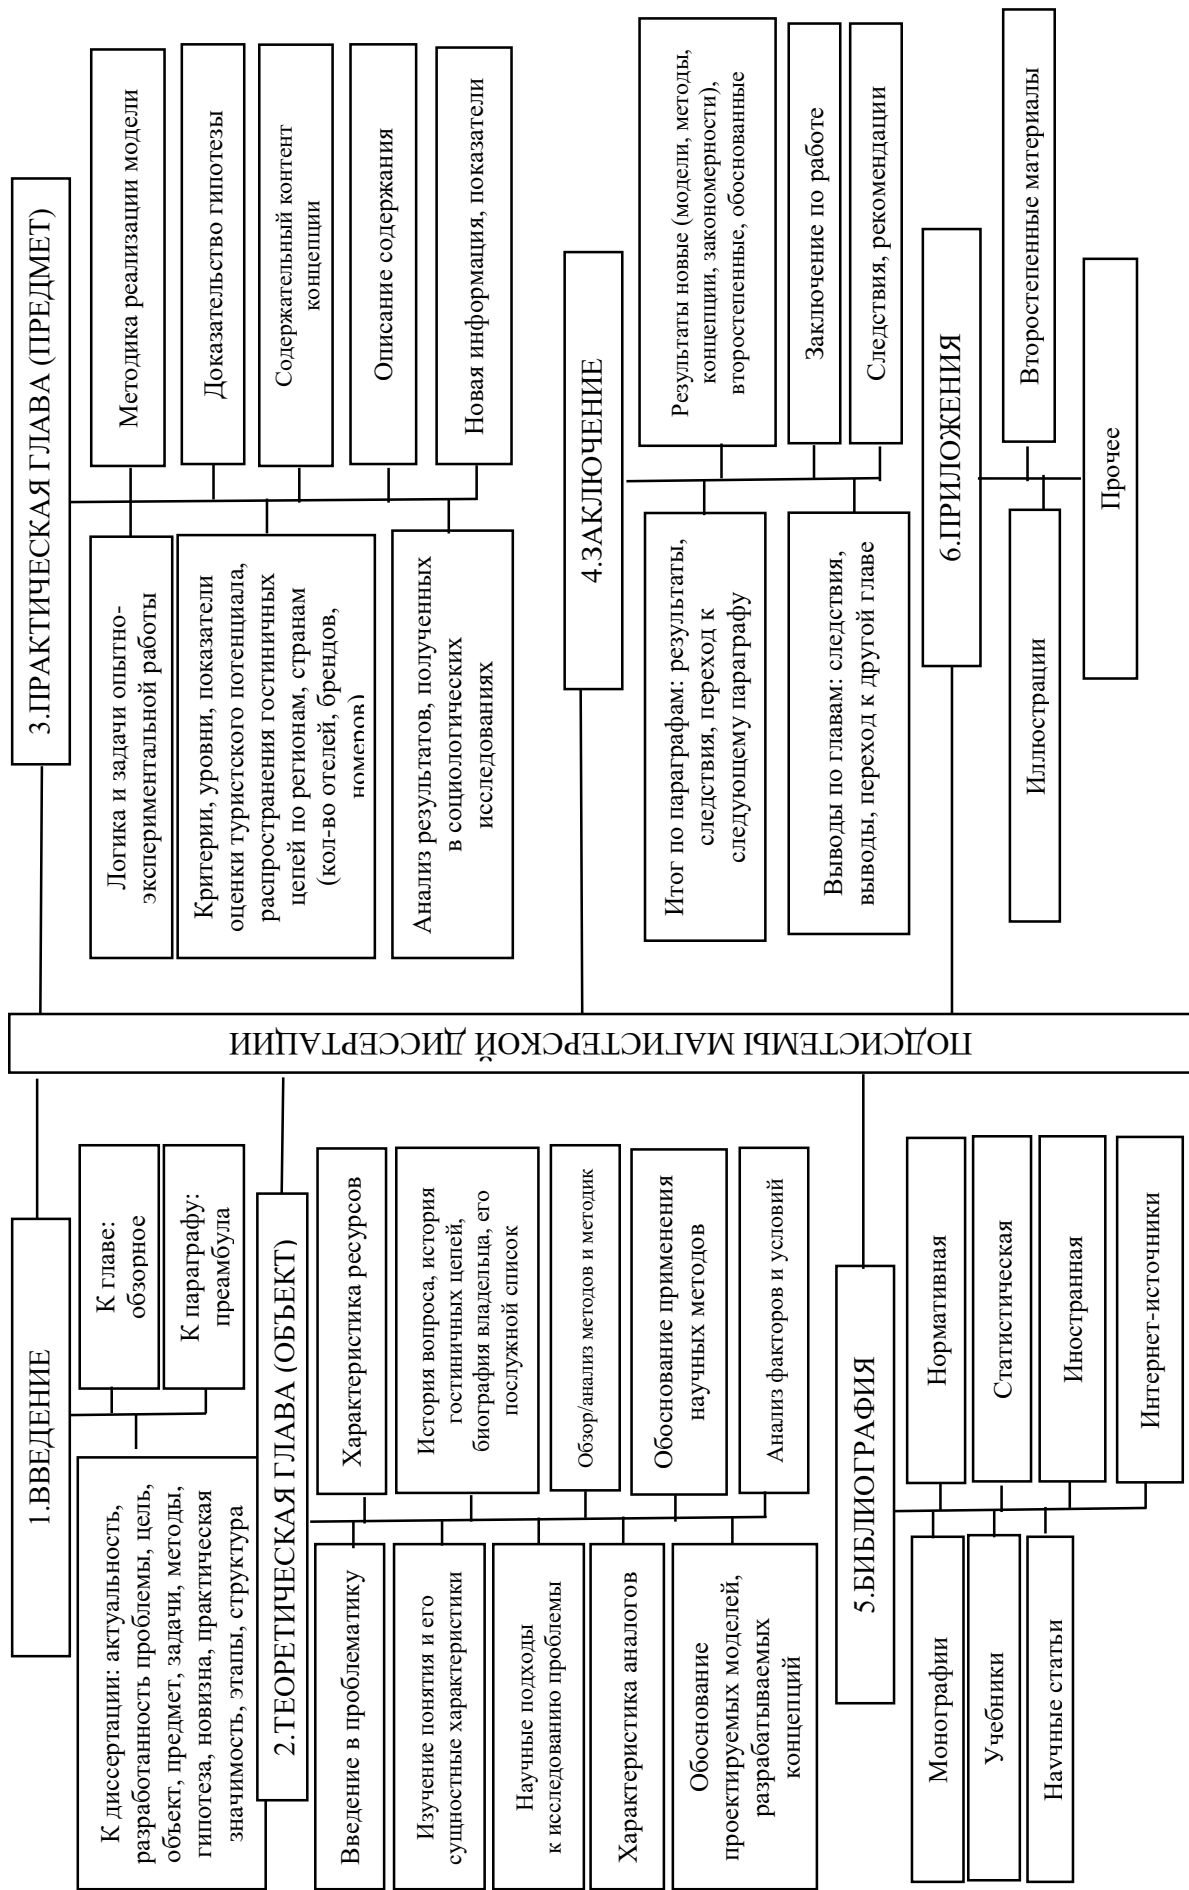 ПОДСИСТЕМЫ МАГИСТЕРСКОЙ ДИССЕРТАЦИИ
1.ВВЕДЕНИЕ
К диссертации: актуальность,
разработанность проблемы, цель,
объект, предмет, задачи, методы,
гипотеза, новизна, практическая
значимость, этапы, структура
К главе:
обзорное
К параграфу:
преамбула
2.ТЕОРЕТИЧЕСКАЯ ГЛАВА (ОБЪЕКТ)
Введение в проблематику
Изучение понятия и его
сущностные характеристики
Научные подходы
к исследованию проблемы
Характеристика аналогов
Обоснование
проектируемых моделей,
разрабатываемых
концепций
Характеристика ресурсов
История вопроса, история
гостиничных цепей,
биография владельца, его
послужной список
Обзор/анализ методов и методик
Обоснование применения
научных методов
Анализ факторов и условий
3.ПРАКТИЧЕСКАЯ ГЛАВА (ПРЕДМЕТ)
Логика и задачи опытно-
экспериментальной работы
Критерии, уровни, показатели
оценки туристского потенциала,
распространения гостиничных
цепей по регионам, странам
(кол-во отелей, брендов,
номеров)
Анализ результатов, полученных
в социологических
исследованиях
Методика реализации модели
Доказательство гипотезы
Содержательный контент
концепции
Описание содержания
Новая информация, показатели
4.ЗАКЛЮЧЕНИЕ
Итог по параграфам: результаты,
следствия, переход к
следующему параграфу
Выводы по главам: следствия,
выводы, переход к другой главе
Результаты новые (модели, методы,
концепции, закономерности),
второстепенные, обоснованные
Заключение по работе
Следствия, рекомендации
5.БИБЛИОГРАФИЯ
Монографии
Учебники
Научные статьи
Нормативная
Статистическая
Иностранная
Интернет-источники
6.ПРИЛОЖЕНИЯ
Иллюстрации
Второстепенные материалы
Прочее